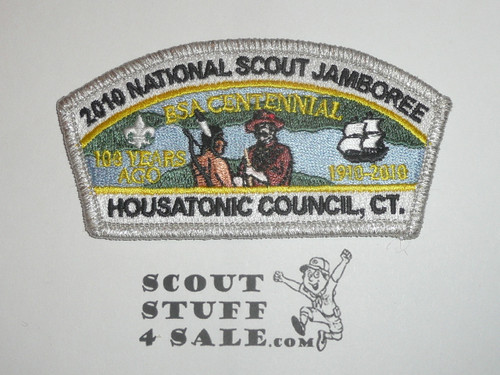 2010 NATIONAL SCOUT JAMBOREE
BSA CENTENNIAL
100 YEARS
AGO
1910-2010
HOUSATONIC COUNCIL, CT.
SCOUT
STUFF
4 SALE.com